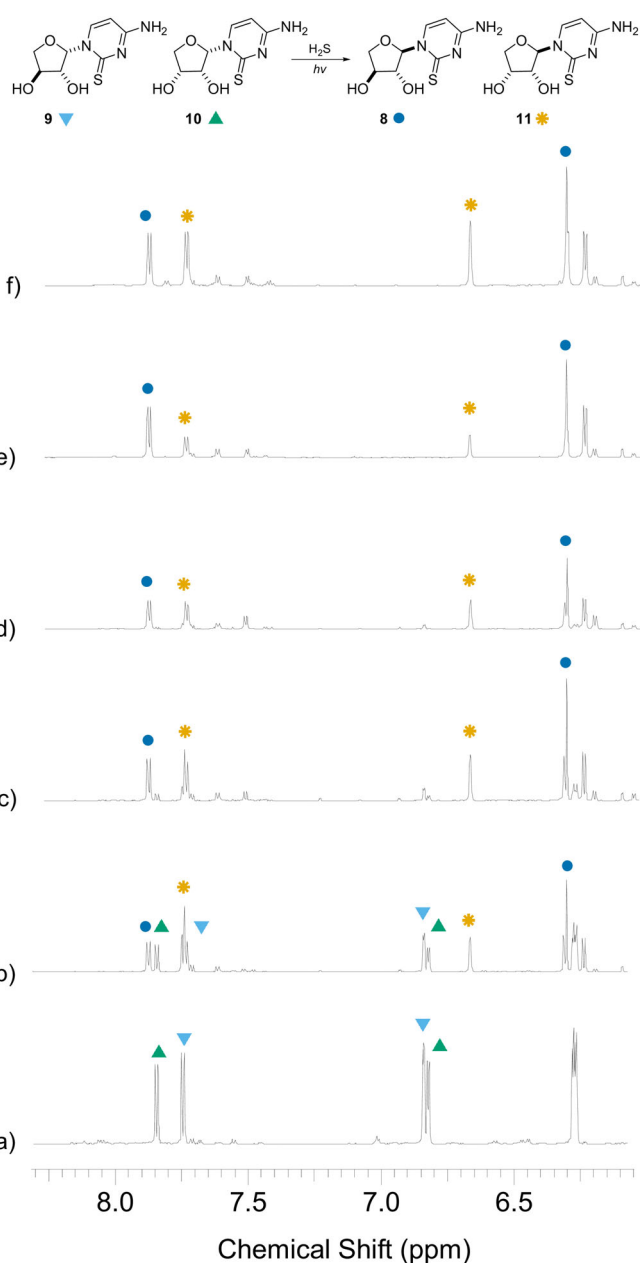 O N NH₂ O N NH₂ H₂S O N NH₂ O N NH₂
N N hν N N
S S S S
HO OH HO OH HO OH HO OH
9 10 8 11
f)
e)
d)
c)
b)
a)
8.0 7.5 7.0 6.5
Chemical Shift (ppm)